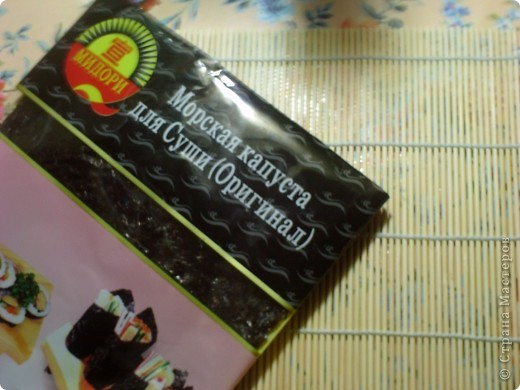 МИДОРИ
Морская капуста
для Суши (Оригинал)
© Страна Мастеров